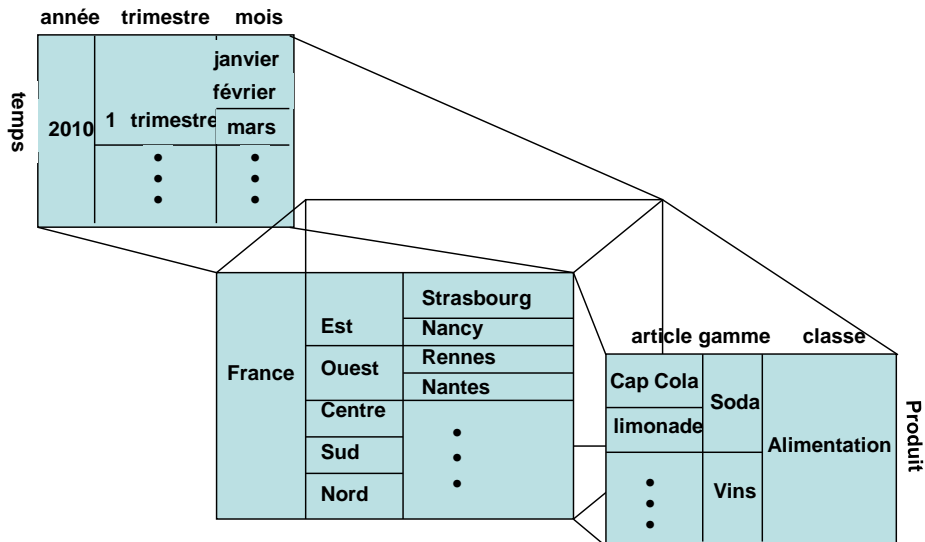 année trimestre mois
temps
janvier
février
2010 1 trimestre mars
Strasbourg
Est Nancy
France Ouest Rennes
Nantes
Centre
Sud
Nord
article gamme classe
Cap Cola Soda
limonade
Alimentation
Vins
Produit